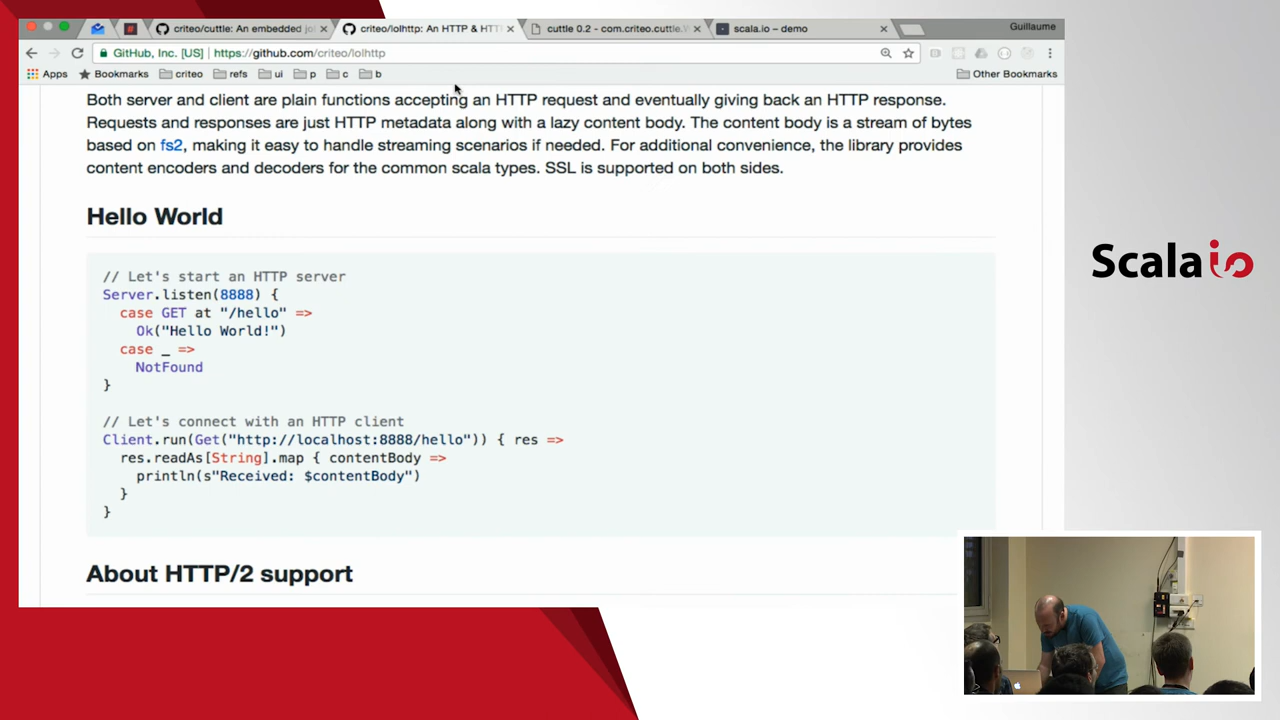 criteo/cuttle: An embedded jo
criteo/lolhttp: An HTTP & HTT
cuttle 0.2 - com.criteo.cuttle.
scala.io – demo
Guillaume
GitHub, Inc. [US]
https://github.com/criteo/lolhttp
Apps
Bookmarks
criteo
refs
ui
p
c
b
Other Bookmarks
Both server and client are plain functions accepting an HTTP request and eventually giving back an HTTP response.
Requests and responses are just HTTP metadata along with a lazy content body. The content body is a stream of bytes
based on fs2, making it easy to handle streaming scenarios if needed. For additional convenience, the library provides
content encoders and decoders for the common scala types. SSL is supported on both sides.
Hello World
// Let's start an HTTP server
Server.listen(8888) {
case GET at "/hello" =>
Ok("Hello World!")
case _ =>
NotFound
}
// Let's connect with an HTTP client
Client.run(Get("http://localhost:8888/hello")) { res =>
res.readAs[String].map { contentBody =>
println(s"Received: $contentBody")
}
}
About HTTP/2 support
Scala io